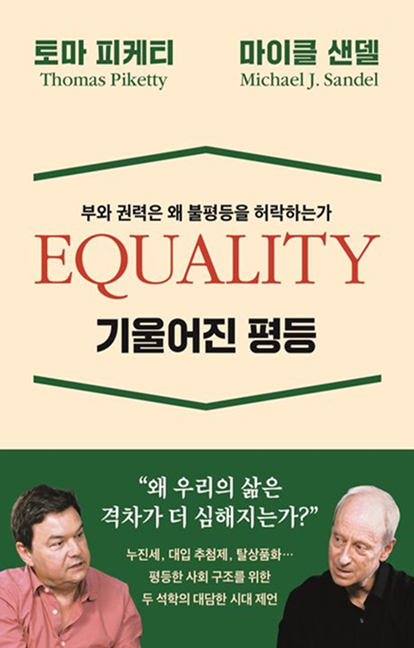 토마 피케티 마이클 샌델
Thomas Piketty Michael J. Sandel
부와 권력은 왜 불평등을 허락하는가
EQUALITY
기울어진 평등
“왜 우리의 삶은
격차가 더 심해지는가?”
누진세, 대입 추첨제, 탈상품화…
평등한 사회 구조를 위한
두 석학의 대담한 시대 제언